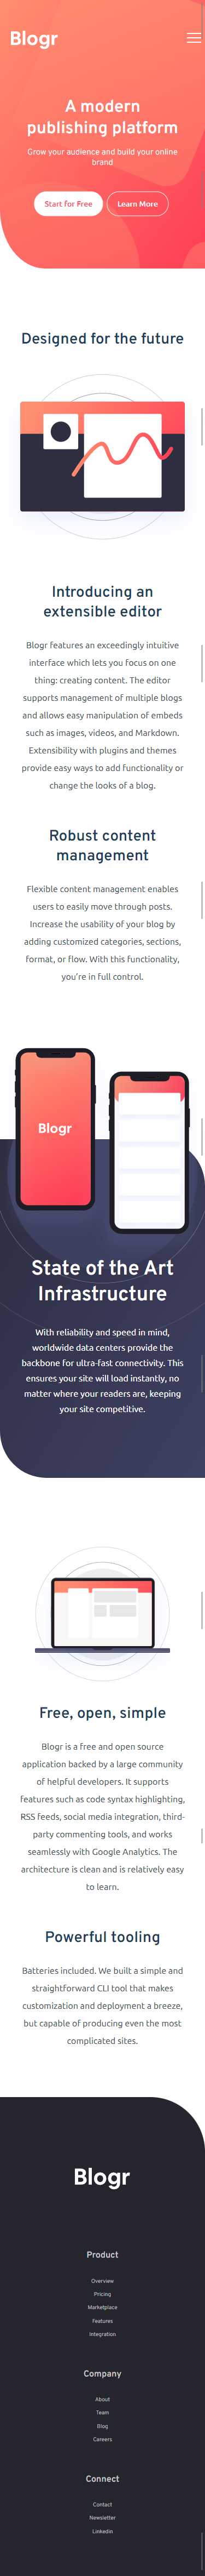 Blogr
A modern
publishing platform
Grow your audience and build your online
brand
Start for Free
Learn More
Designed for the future
Introducing an
extensible editor
Blogr features an exceedingly intuitive
interface which lets you focus on one
thing: creating content. The editor
supports management of multiple blogs
and allows easy manipulation of embeds
such as images, videos, and Markdown.
Extensibility with plugins and themes
provide easy ways to add functionality or
change the looks of a blog.
Robust content
management
Flexible content management enables
users to easily move through posts.
Increase the usability of your blog by
adding customized categories, sections,
format, or flow. With this functionality,
you're in full control.
Blogr
State of the Art
Infrastructure
With reliability and speed in mind,
worldwide data centers provide the
backbone for ultra-fast connectivity. This
ensures your site will load instantly, no
matter where your readers are, keeping
your site competitive.
Free, open, simple
Blogr is a free and open source
application backed by a large community
of helpful developers. It supports
features such as code syntax highlighting,
RSS feeds, social media integration, third-
party commenting tools, and works
seamlessly with Google Analytics. The
architecture is clean and is relatively easy
to learn.
Powerful tooling
Batteries included. We built a simple and
straightforward CLI tool that makes
customization and deployment a breeze,
but capable of producing even the most
complicated sites.
Blogr
Product
Overview
Pricing
Marketplace
Features
Integration
Company
About
Team
Blog
Careers
Connect
Contact
Newsletter
Linkedin